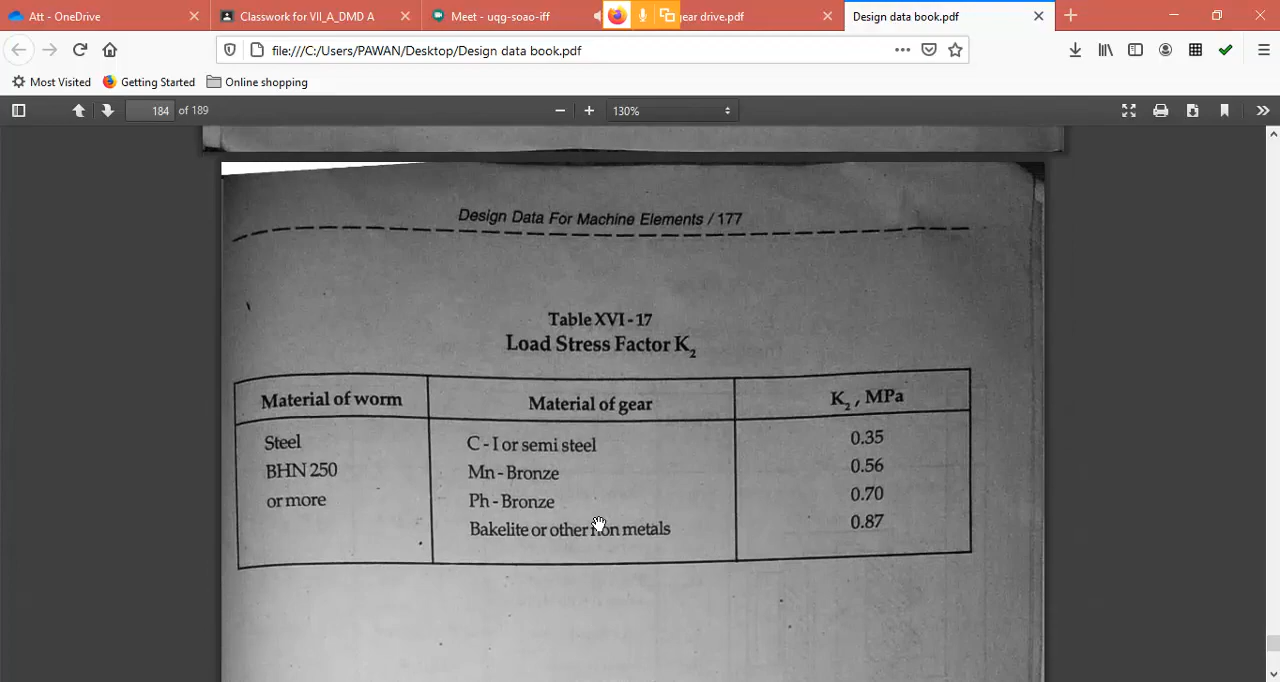 Att - OneDrive
Classwork for VII_A_DMD A
Meet - uqg-soao-iff
gear drive.pdf
Design data book.pdf
file:///C:/Users/PAWAN/Desktop/Design data book.pdf
Most Visited
Getting Started
Online shopping
184 of 189
130%
Design Data For Machine Elements / 177
Table XVI - 17
Load Stress Factor K₂
Material of worm Material of gear K₂ , MPa
Steel C - I or semi steel 0.35
BHN 250 Mn - Bronze 0.56
or more Ph - Bronze 0.70
Bakelite or other non metals 0.87